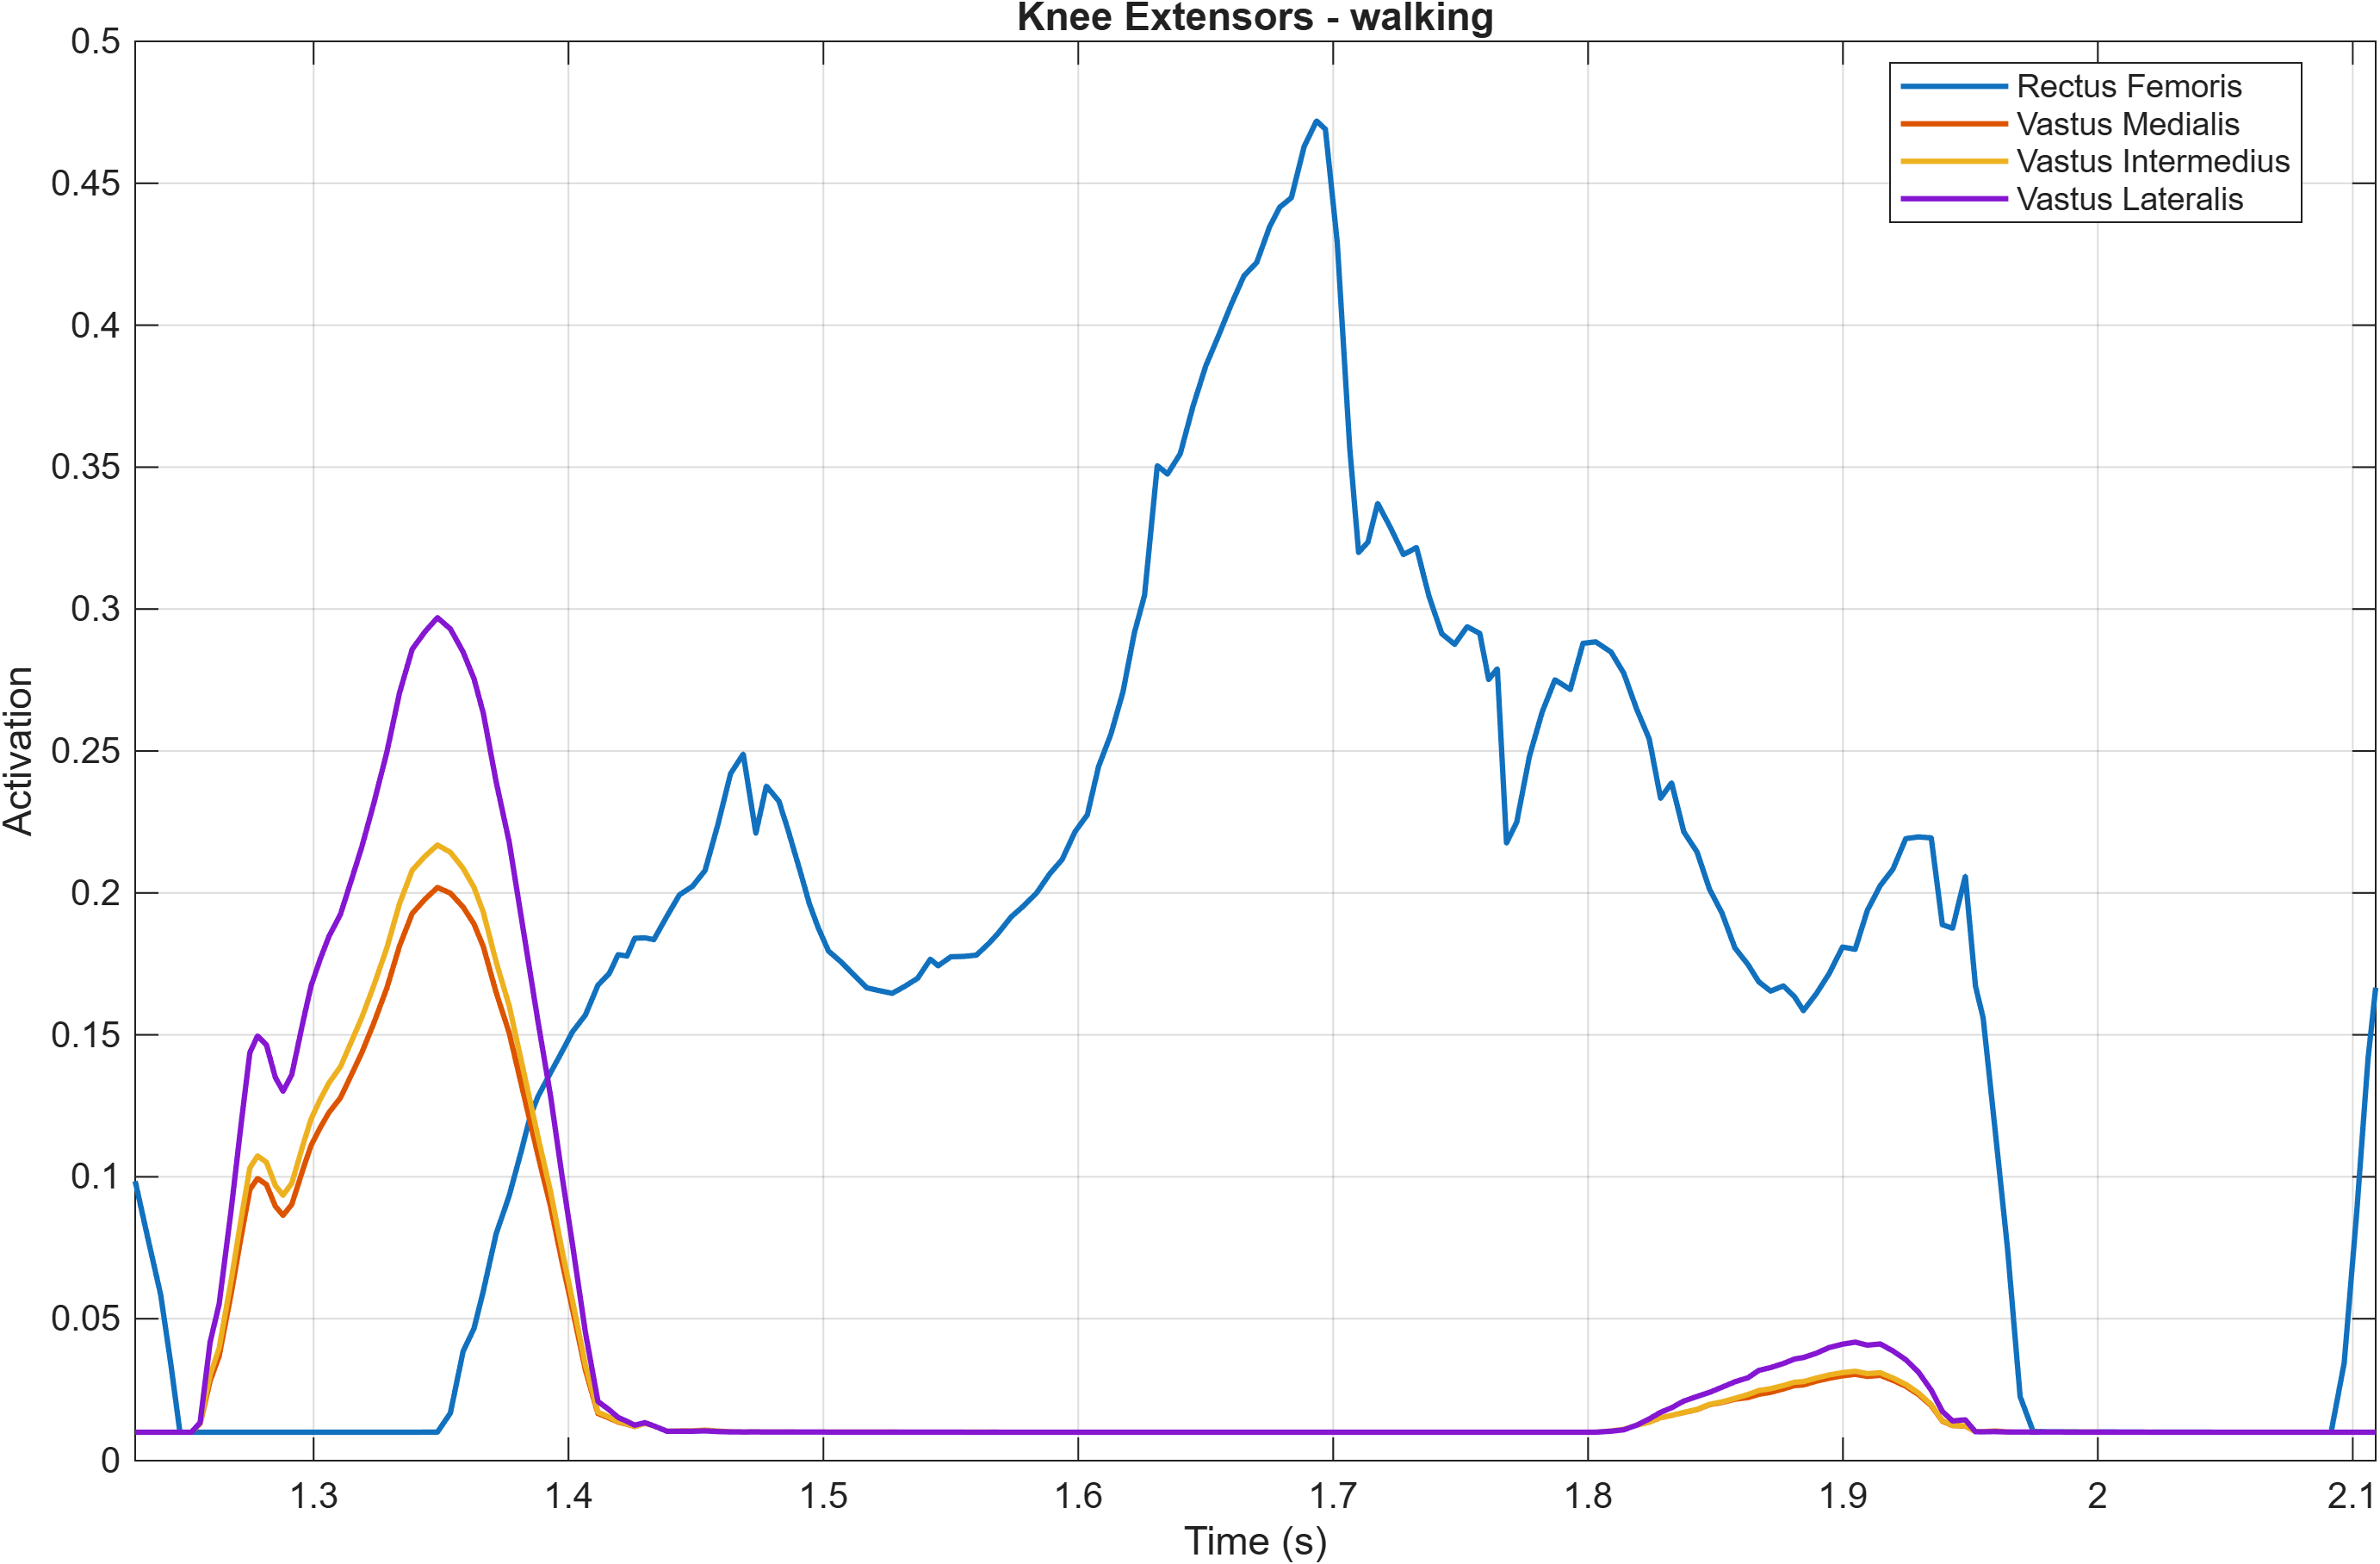 Knee Extensors - walking
Rectus Femoris
Vastus Medialis
Vastus Intermedius
Vastus Lateralis
Activation
0.5
0.45
0.4
0.35
0.3
0.25
0.2
0.15
0.1
0.05
0
1.3 1.4 1.5 1.6 1.7 1.8 1.9 2 2.1
Time (s)